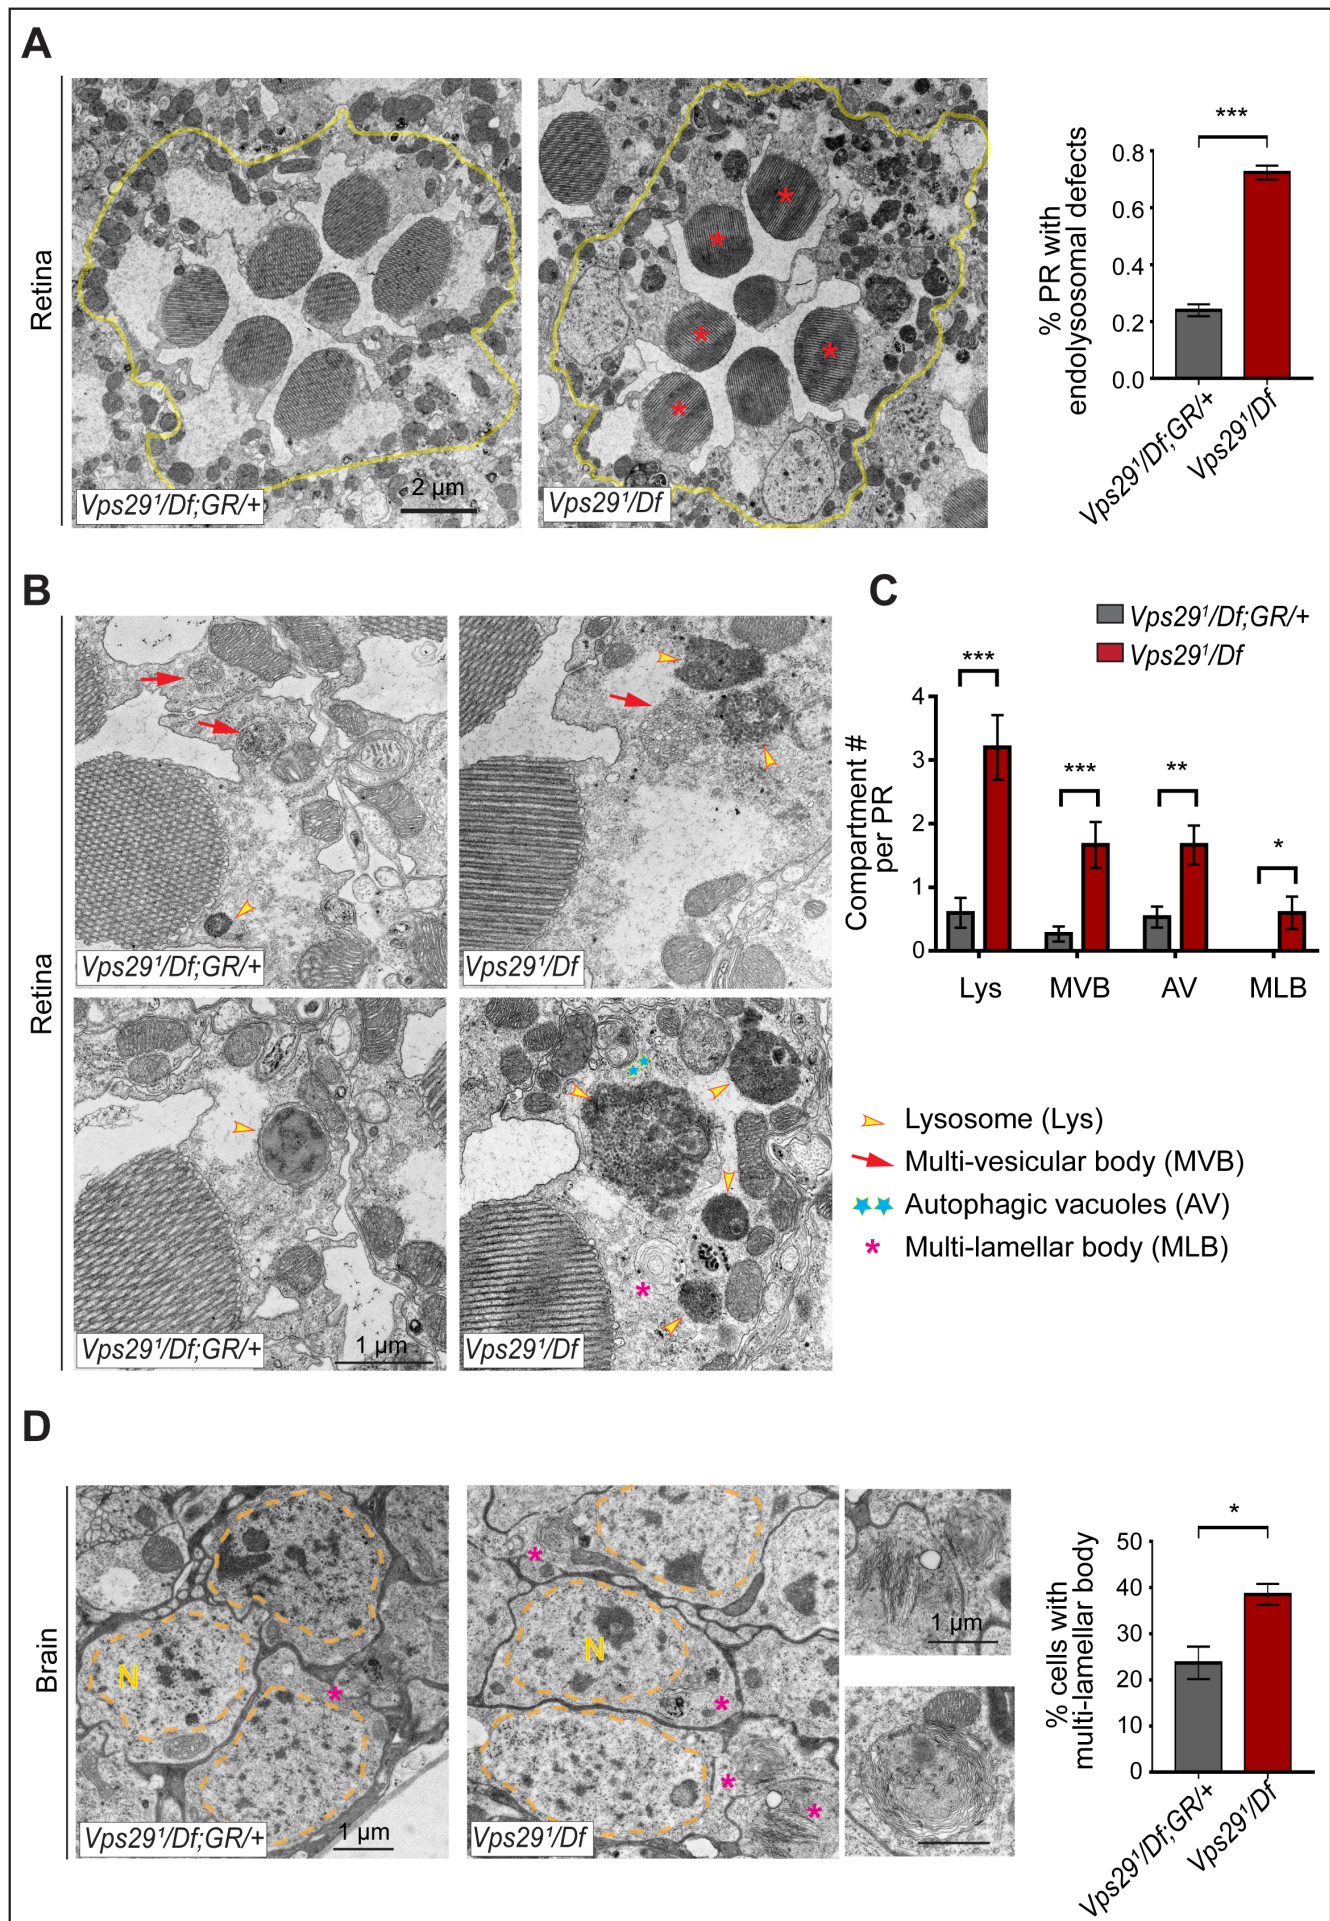 A
Retina
Vps29¹/Df;GR/+
2 µm
Vps29¹/Df
% PR with
endolysosomal defects
***
0.8
0.6
0.4
0.2
0.0
Vps29¹/Df;GR/+
Vps29¹/Df
B
Retina
Vps29¹/Df;GR/+
Vps29¹/Df
Vps29¹/Df;GR/+
1 µm
Vps29¹/Df
C
Vps29¹/Df;GR/+
Vps29¹/Df
Compartment #
per PR
4
3
2
1
0
***
***
**
*
Lys
MVB
AV
MLB
Lysosome (Lys)
Multi-vesicular body (MVB)
Autophagic vacuoles (AV)
* Multi-lamellar body (MLB)
D
Brain
N
Vps29¹/Df;GR/+
1 µm
N
Vps29¹/Df
1 µm
% cells with
multi-lamellar body
*
50
40
30
20
10
0
Vps29¹/Df;GR/+
Vps29¹/Df